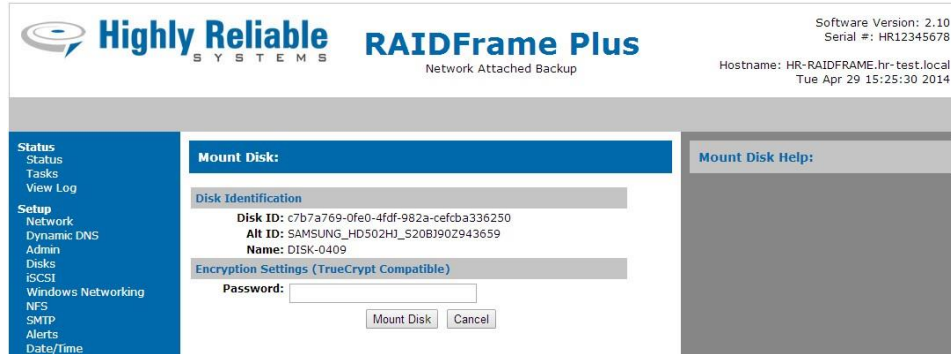 Highly Reliable
SYSTEMS
RAIDFrame Plus
Network Attached Backup
Software Version: 2.10
Serial #: HR12345678
Hostname: HR-RAIDFRAME.hr-test.local
Tue Apr 29 15:25:30 2014
Status
Status
Tasks
View Log
Setup
Network
Dynamic DNS
Admin
Disks
iSCSI
Windows Networking
NFS
SMTP
Alerts
Date/Time
Mount Disk:
Disk Identification
Disk ID: c7b7a769-0fe0-4fdf-982a-cefcba336250
Alt ID: SAMSUNG_HD502HJ_S20BJ90Z943659
Name: DISK-0409
Encryption Settings (TrueCrypt Compatible)
Password:
Mount Disk Cancel
Mount Disk Help: